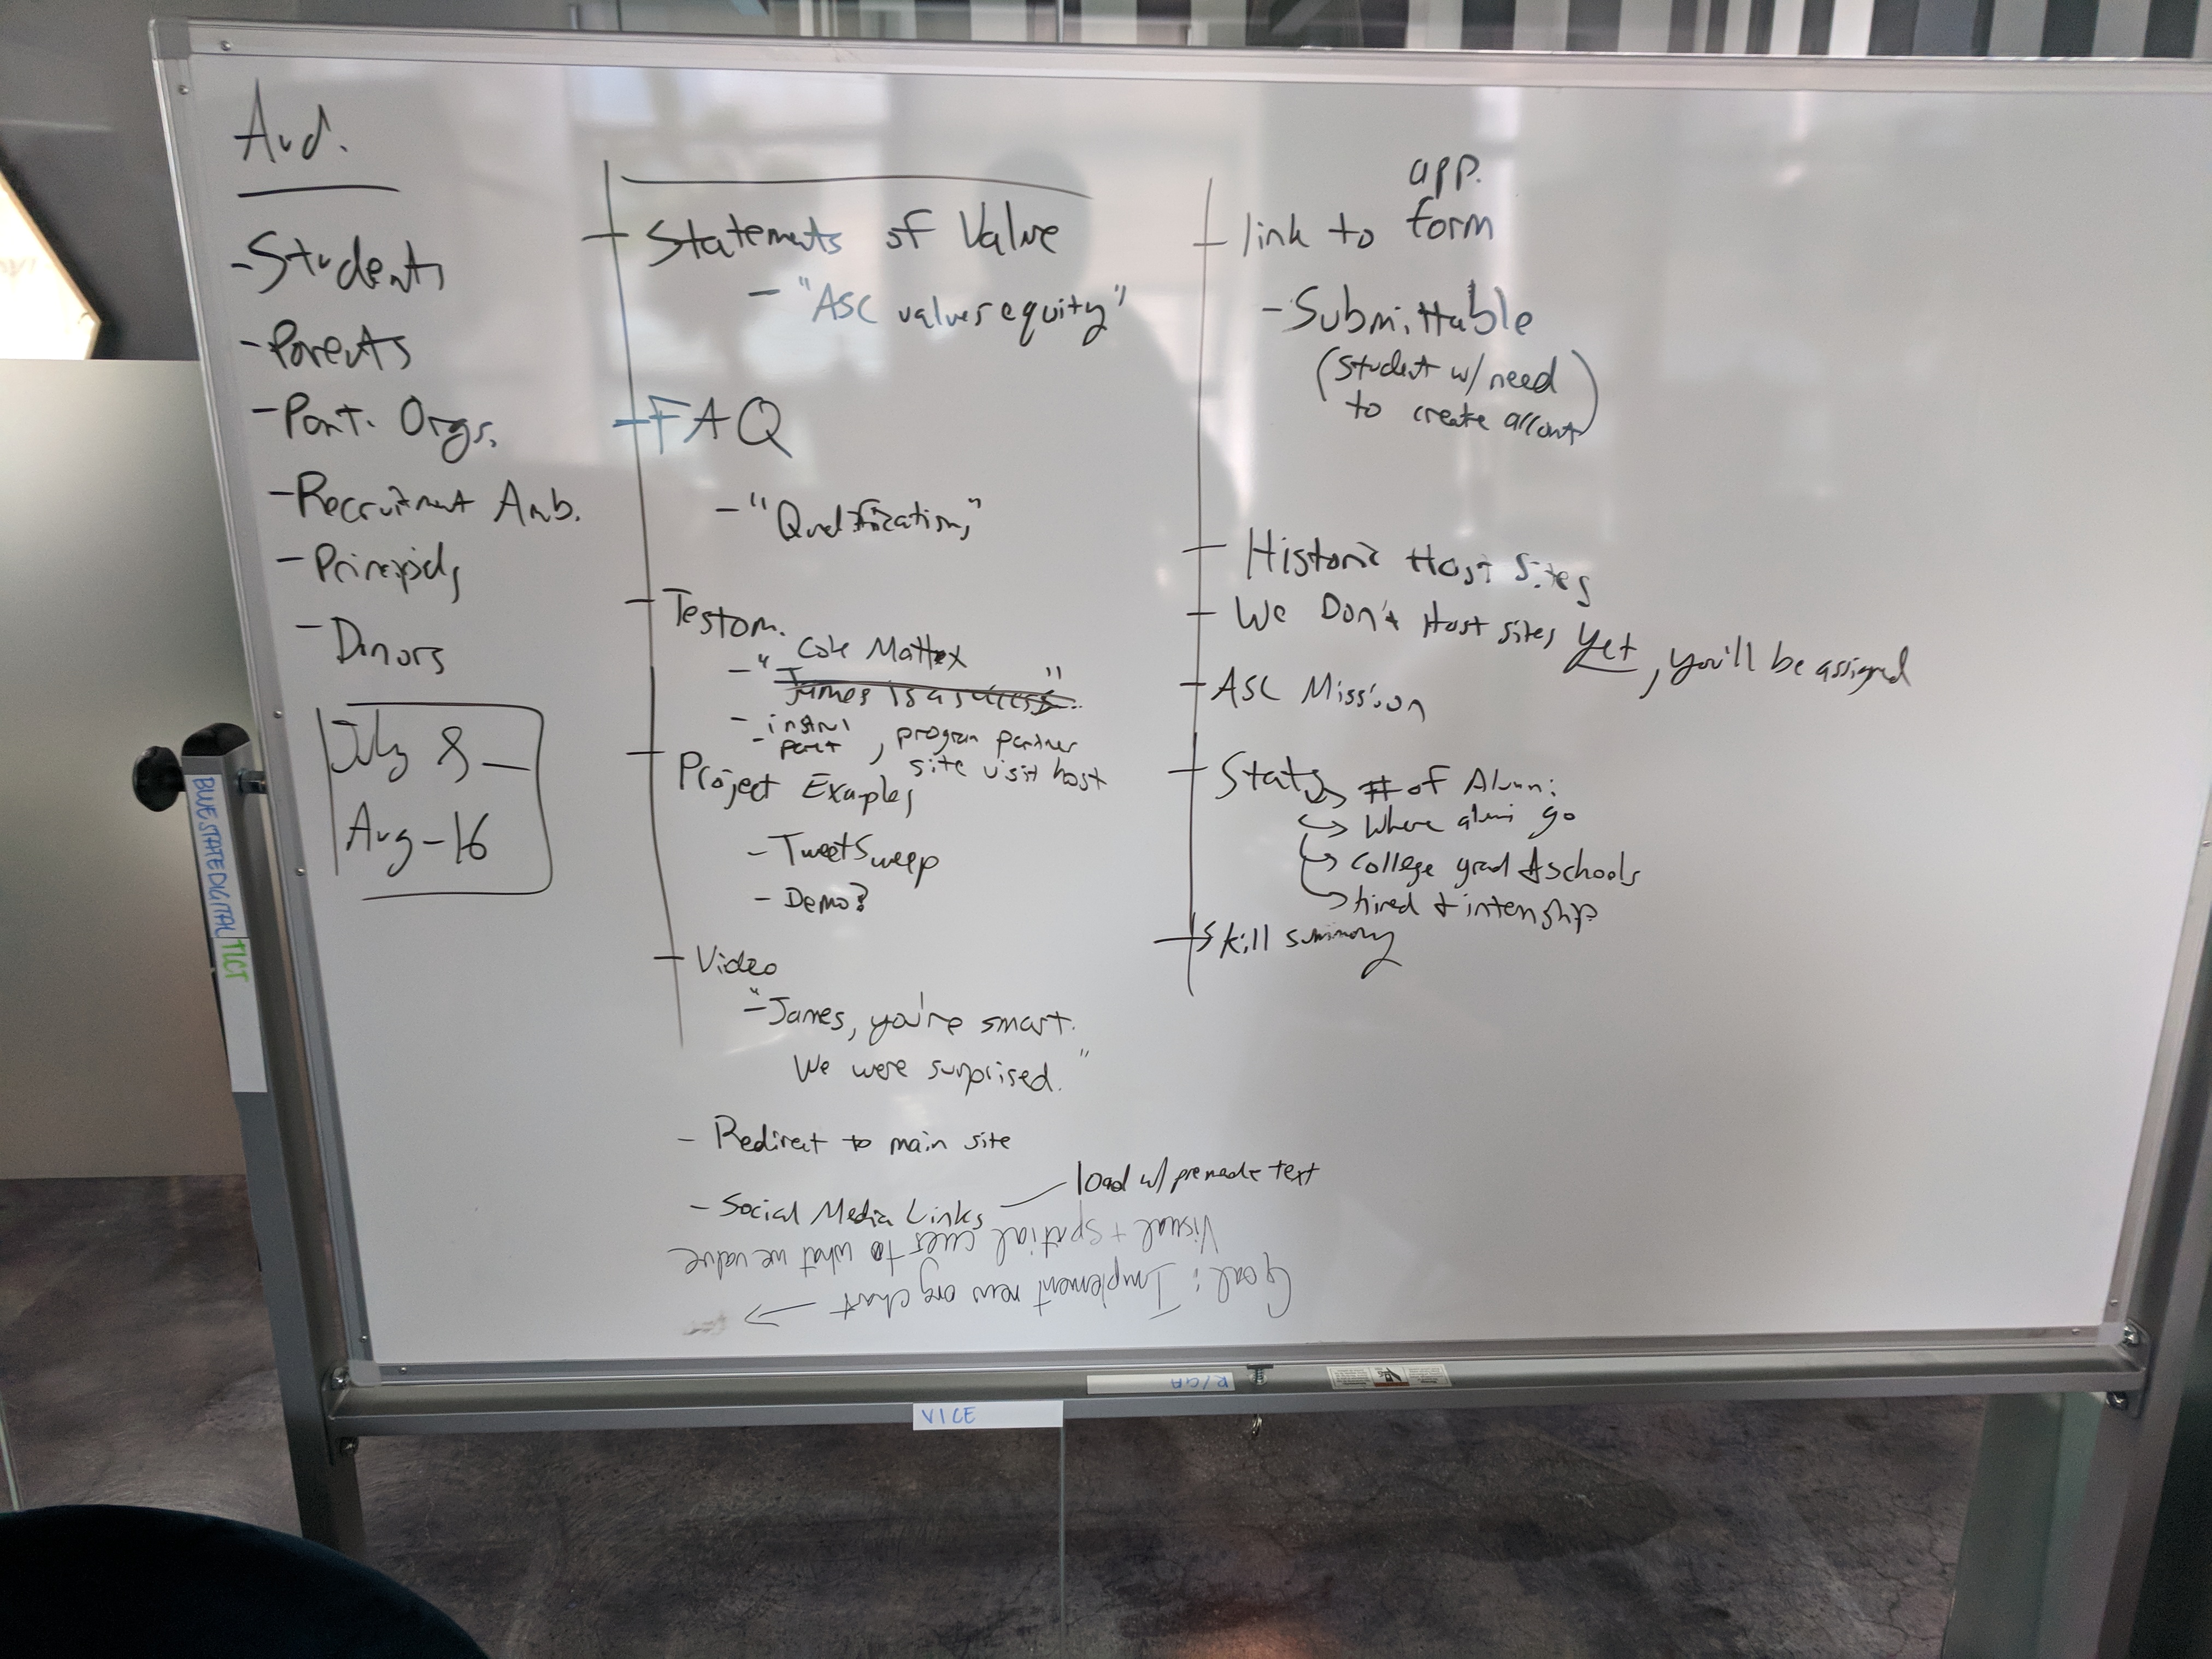 Aud.
- Students
- Parents
- Part. Orgs.
- Recruitment Amb.
- Principals
- Donors
July 8 -
Aug - 16
Statements of Value
- "ASC values equity"
FAQ
- "Qualifications"
Testom.
Cole Mattox
- "James is a success."
- instr
- part, program partner
site visit host
Project Examples
- TweetSweep
- Demo?
Video
- "James, you're smart.
We were surprised."
- Redirect to main site
- Social Media Links
load w/ premade text
app.
link to form
- Submittable
(student w/ need
to create account)
Historic Host Sites
We Don't Host sites yet, you'll be assigned
ASC Mission
Stats
# of Alumni
Where alumni go
College grad + schools
hired + internship
Skill summary
Goal: Implement new org chart →
Visual + spatial cues to what we value
BLUE STATE DIGITAL
TLCT
R/GA
VICE